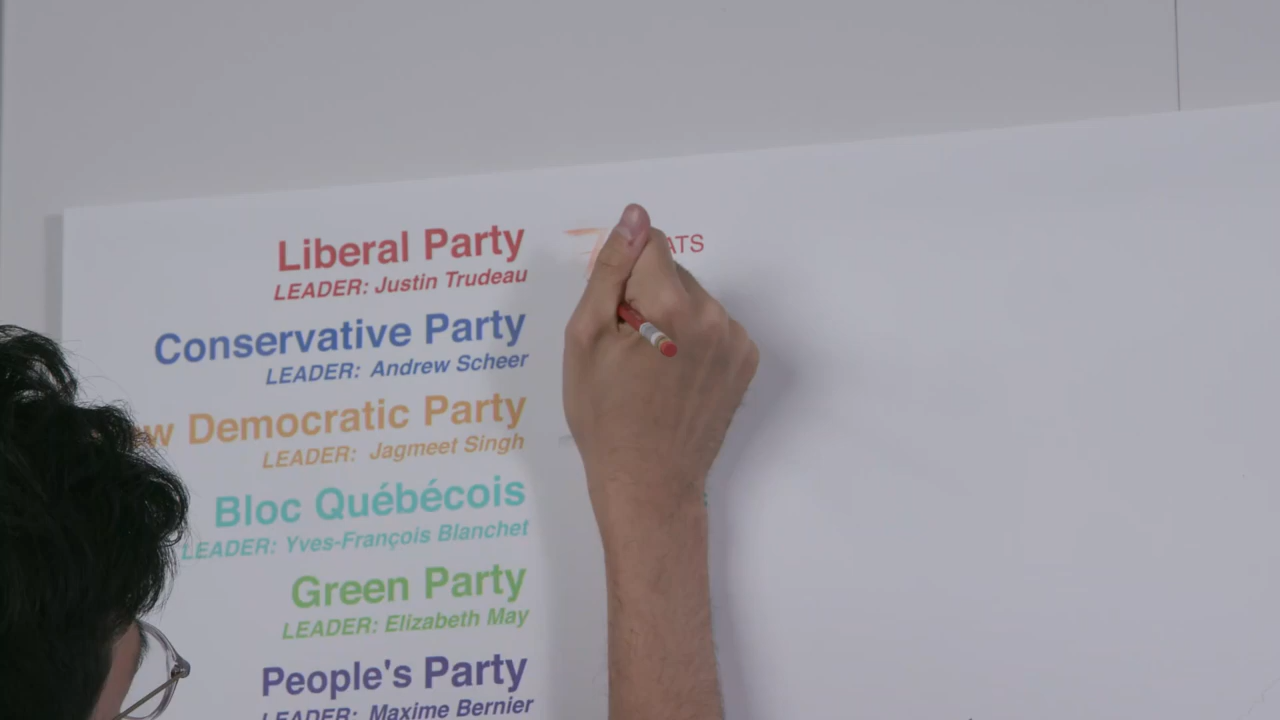 Liberal Party
LEADER: Justin Trudeau
Conservative Party
LEADER: Andrew Scheer
Democratic Party
LEADER: Jagmeet Singh
Bloc Québécois
LEADER: Yves-François Blanchet
Green Party
LEADER: Elizabeth May
People's Party
LEADER: Maxime Bernier